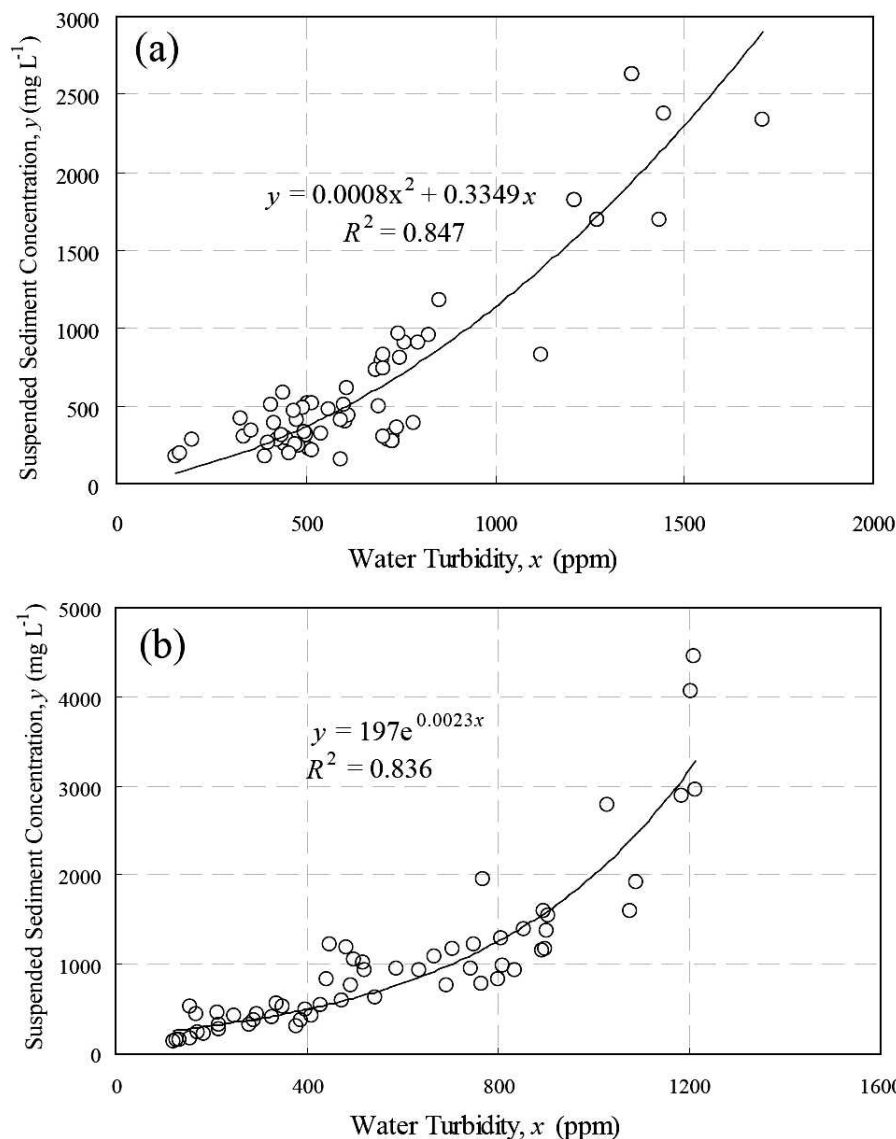 (a)
Suspended Sediment Concentration, y (mg L⁻¹)
3000
2500
2000
1500
1000
500
0
y = 0.0008x² + 0.3349x
R² = 0.847
0 500 1000 1500 2000
Water Turbidity, x (ppm)
(b)
Suspended Sediment Concentration, y (mg L⁻¹)
5000
4000
3000
2000
1000
0
y = 197e^0.0023x
R² = 0.836
0 400 800 1200 1600
Water Turbidity, x (ppm)